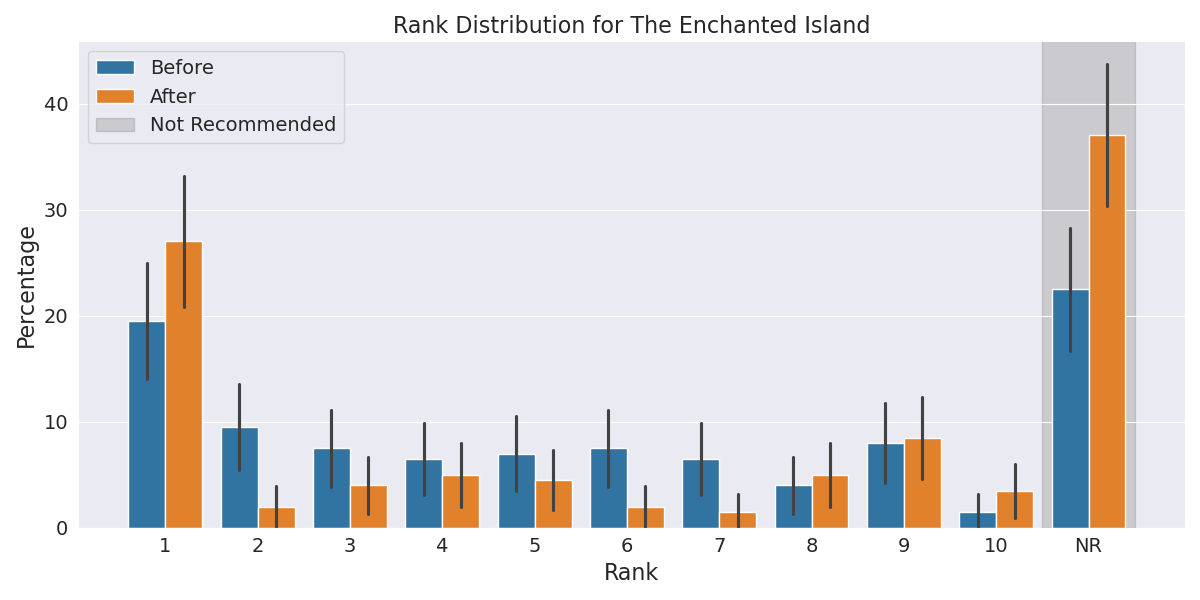 Rank Distribution for The Enchanted Island
Before
After
Not Recommended
Percentage
40
30
20
10
0
1 2 3 4 5 6 7 8 9 10 NR
Rank